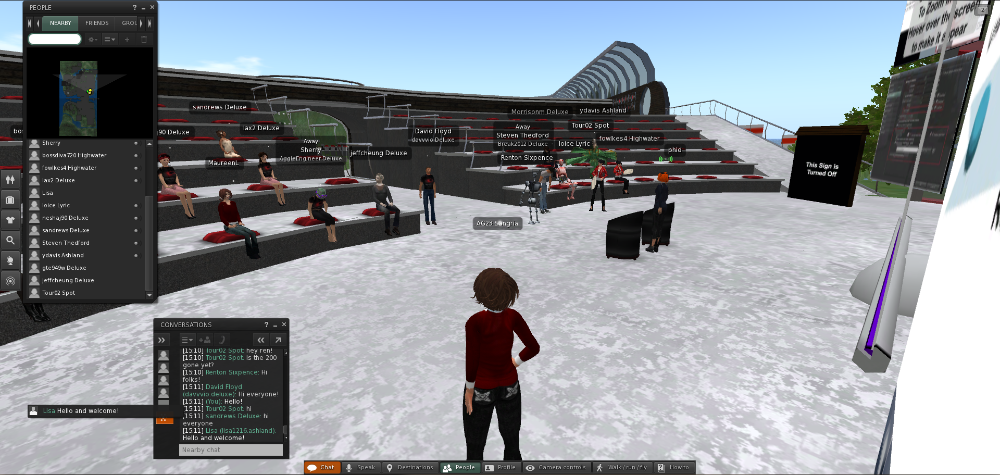 PEOPLE
? _ ×
NEARBY FRIENDS GROU
Sherry
bossdiva720 Highwater
fowlkes4 Highwater
lax2 Deluxe
Lisa
loice Lyric
neshaj90 Deluxe
sandrews Deluxe
Steven Thedford
ydavis Ashland
gte949w Deluxe
jeffcheung Deluxe
Tour02 Spot
bos
90 Deluxe
sandrews Deluxe
lax2 Deluxe
MaureenL
Away
Sherry
AggieEngineer Deluxe
jeffcheung Deluxe
David Floyd
davvvio Deluxe
Morrisonm Deluxe
ydavis Ashland
Away
Steven Thedford
Break2012 Deluxe
Tour02 Spot
loice Lyric
fowlkes4 Highwater
Renton Sixpence
phid
AG23 Sangria
This Sign is
Turned Off
To Zoom
Hover over the screen
to make it appear
2
CONVERSATIONS
? _ ×
[15:10] Tour02 Spot: hey ren!
[15:10] Tour02 Spot: is the 200
gone yet?
[15:10] Renton Sixpence: Hi
folks!
[15:11] David Floyd
(davvvio.deluxe): Hi everyone!
[15:11] (You): Hello!
[15:11] Tour02 Spot: hi
[15:11] sandrews Deluxe: hi
everyone
[15:11] Lisa (lisa1216.ashland):
Hello and welcome!
Nearby chat
Lisa Hello and welcome!
Chat Speak Destinations People Profile Camera controls Walk / run / fly How to